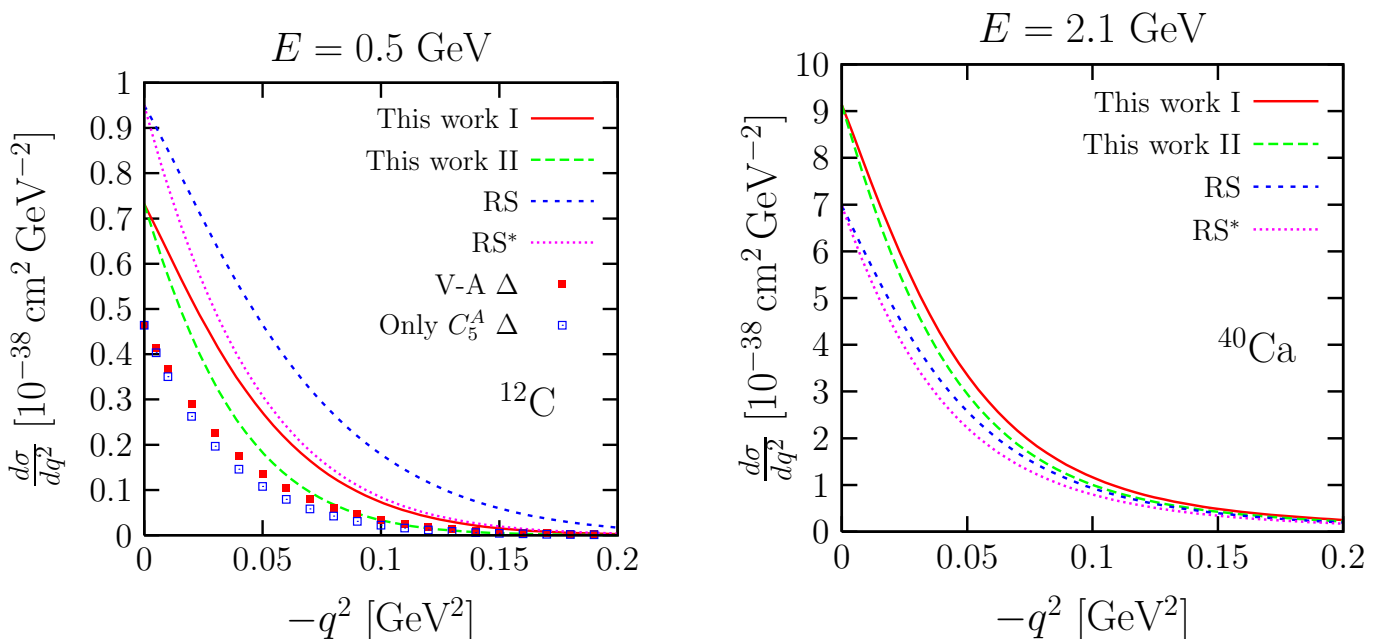 E = 0.5 GeV
dσ/dq² [10⁻³⁸ cm² GeV⁻²]
1
0.9
0.8
0.7
0.6
0.5
0.4
0.3
0.2
0.1
0
This work I
This work II
RS
RS*
V-A Δ
Only C₅ᴬ Δ
¹²C
0 0.05 0.1 0.15 0.2
−q² [GeV²]
E = 2.1 GeV
dσ/dq² [10⁻³⁸ cm² GeV⁻²]
10
9
8
7
6
5
4
3
2
1
0
This work I
This work II
RS
RS*
⁴⁰Ca
0 0.05 0.1 0.15 0.2
−q² [GeV²]